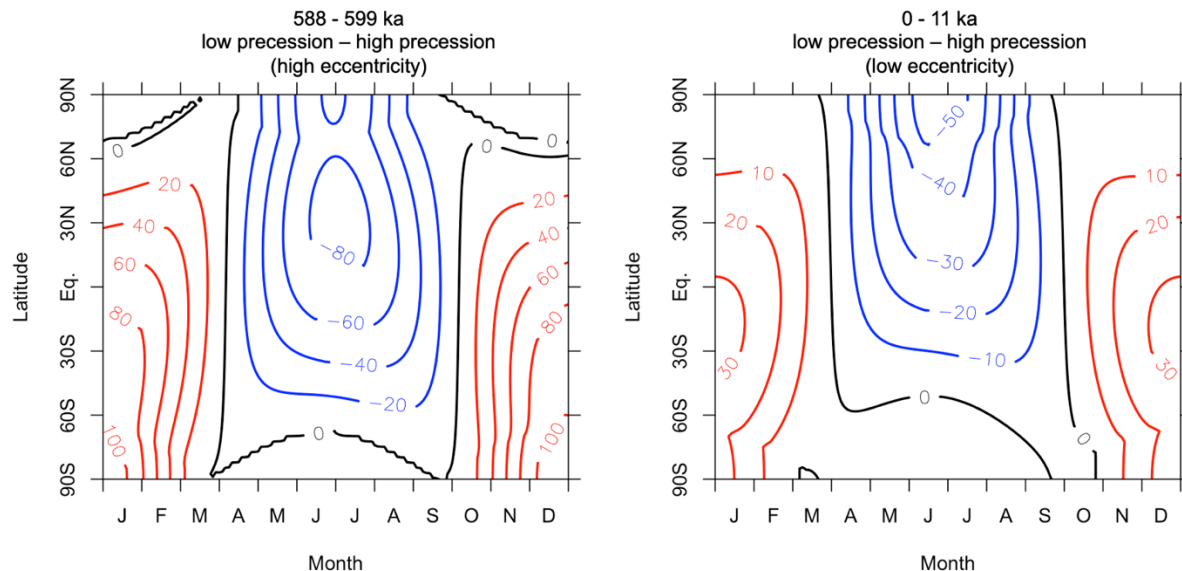 588 - 599 ka
low precession – high precession
(high eccentricity)
90N
60N
30N
Eq.
30S
60S
90S
Latitude
0
0
0
20
20
40
40
60
60
80
80
100
100
−80
−60
−40
−20
0
J F M A M J J A S O N D
Month
0 - 11 ka
low precession – high precession
(low eccentricity)
90N
60N
30N
Eq.
30S
60S
90S
Latitude
−50
−40
10
10
20
20
−30
−20
30
30
−10
0
0
J F M A M J J A S O N D
Month